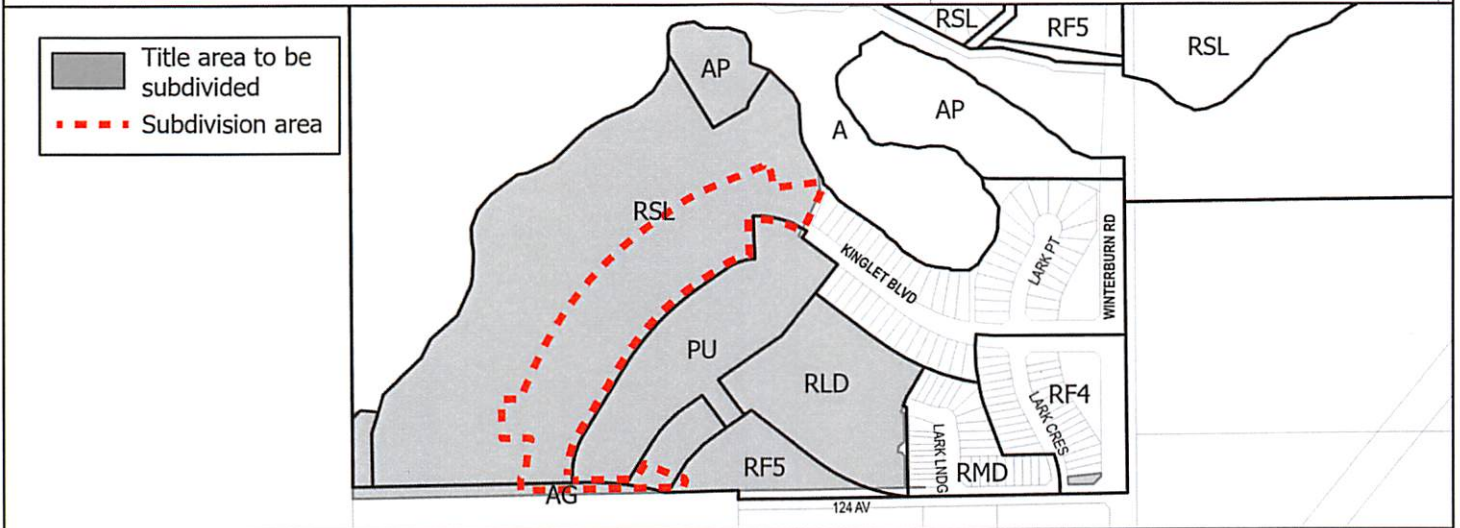 Title area to be
subdivided
Subdivision area
RSL
RF5
RSL
AP
AP
A
RSL
KINGLET BLVD
LARK PT
WINTERBURN RD
PU
RLD
RF4
LARK CRES
LARK LNDG
RMD
RF5
AG
124 AV